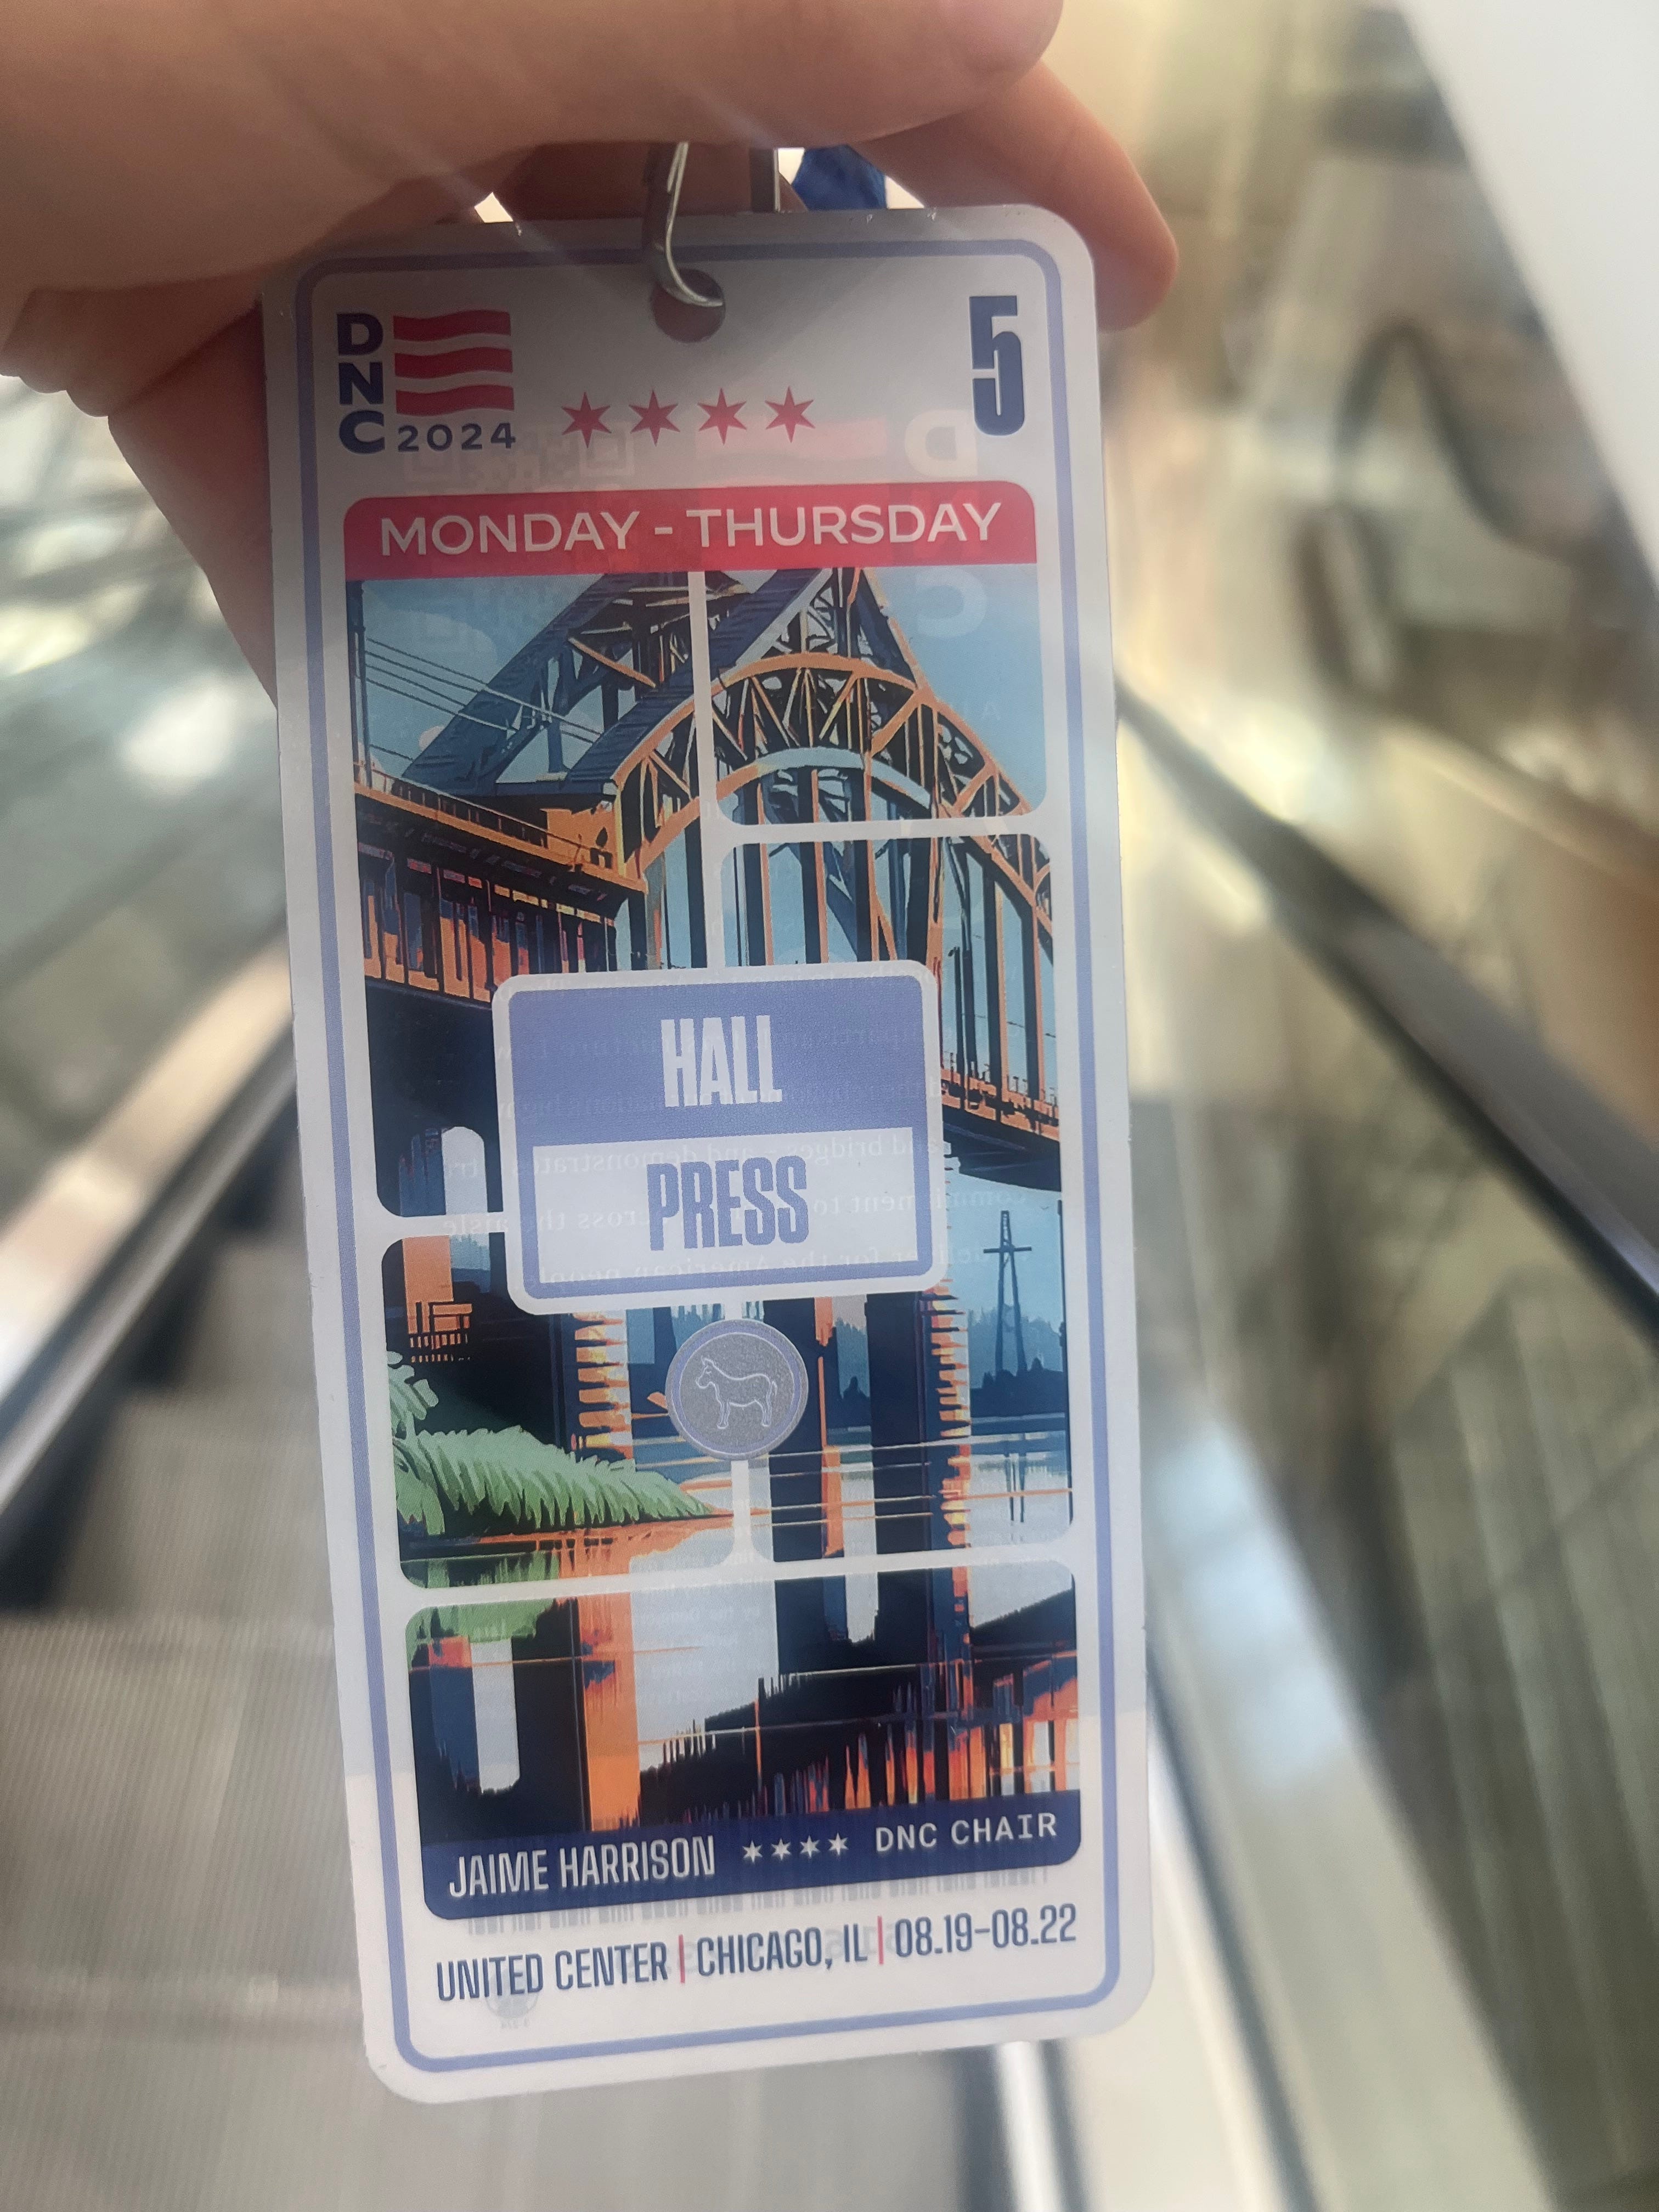 DNC 2024
5
MONDAY - THURSDAY
HALL
PRESS
JAIME HARRISON ★★★★ DNC CHAIR
UNITED CENTER | CHICAGO, IL | 08.19-08.22